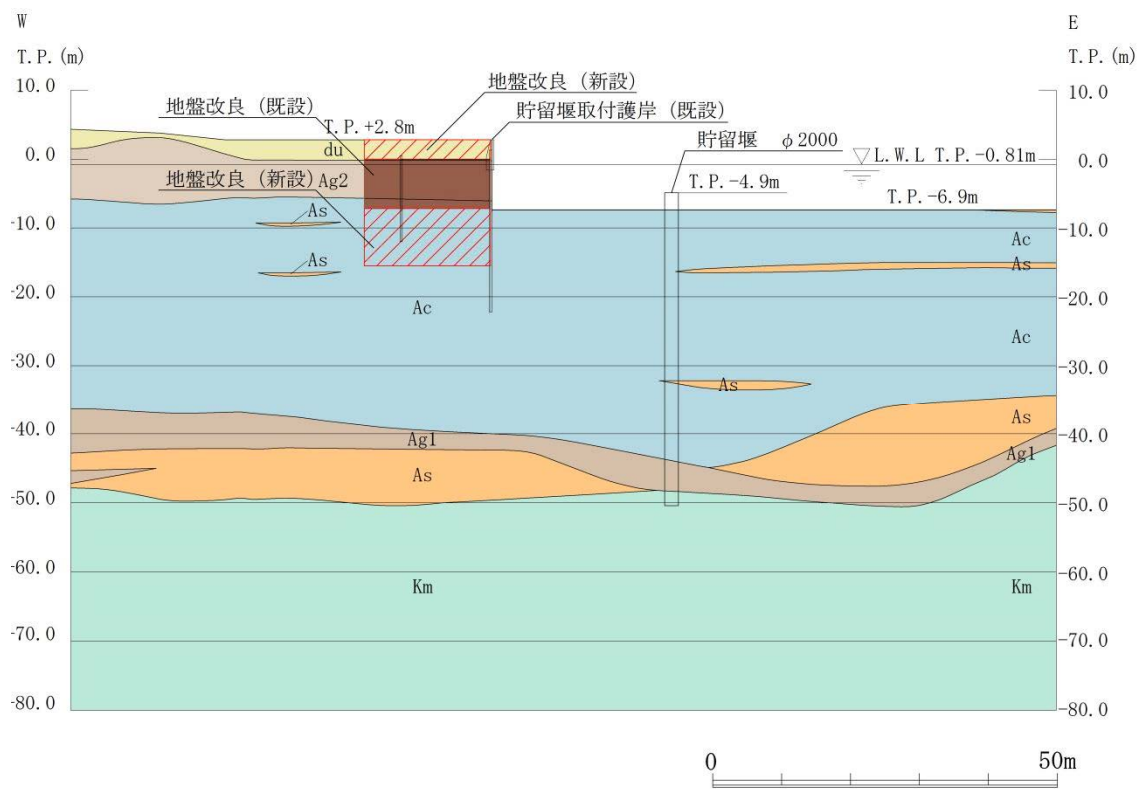 W
E
T.P.(m)
T.P.(m)
10.0
10.0
地盤改良（新設）
地盤改良（既設）
貯留堰取付護岸（既設）
T.P.+2.8m
貯留堰 φ2000
du
L.W.L T.P.-0.81m
0.0
0.0
地盤改良（新設）
Ag2
T.P.-4.9m
T.P.-6.9m
As
-10.0
-10.0
Ac
As
As
-20.0
-20.0
Ac
Ac
-30.0
-30.0
As
As
-40.0
-40.0
Ag1
Ag1
As
-50.0
-50.0
-60.0
-60.0
Km
Km
-70.0
-70.0
-80.0
-80.0
0
50m